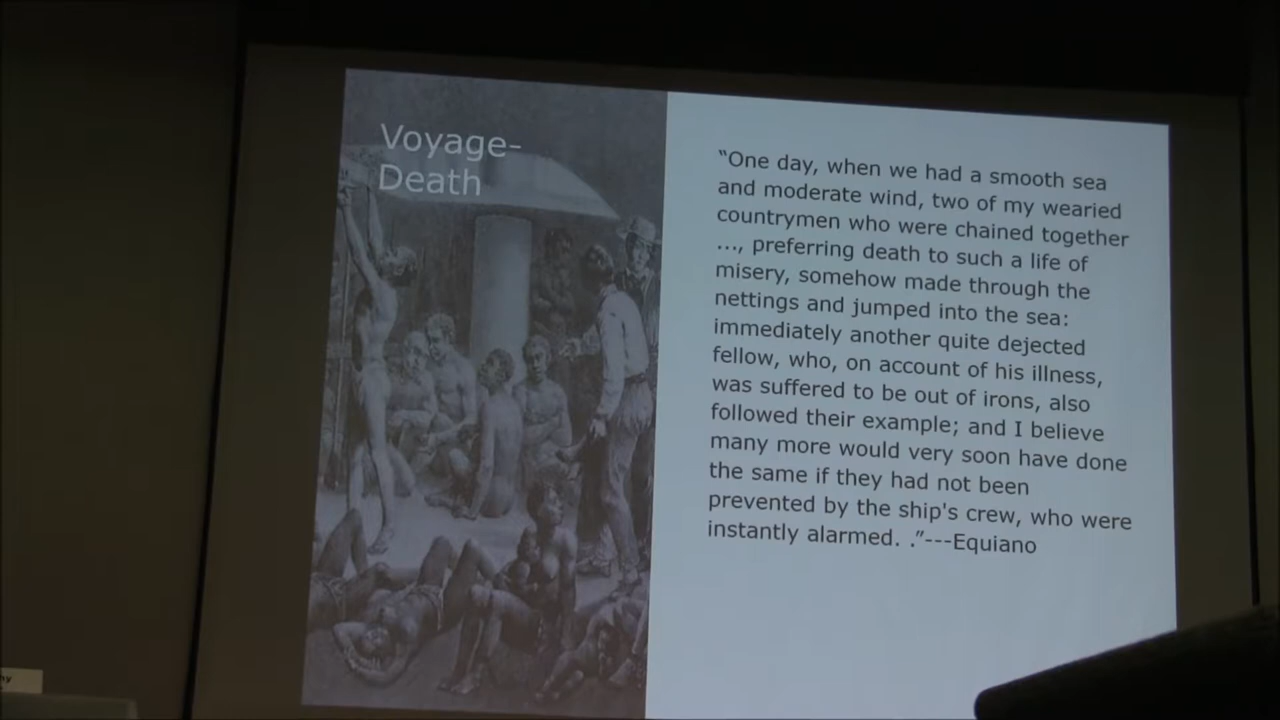 Voyage-
Death
“One day, when we had a smooth sea
and moderate wind, two of my wearied
countrymen who were chained together
..., preferring death to such a life of
misery, somehow made through the
nettings and jumped into the sea:
immediately another quite dejected
fellow, who, on account of his illness,
was suffered to be out of irons, also
followed their example; and I believe
many more would very soon have done
the same if they had not been
prevented by the ship's crew, who were
instantly alarmed. .”---Equiano